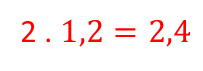 2 . 1,2 = 2,4